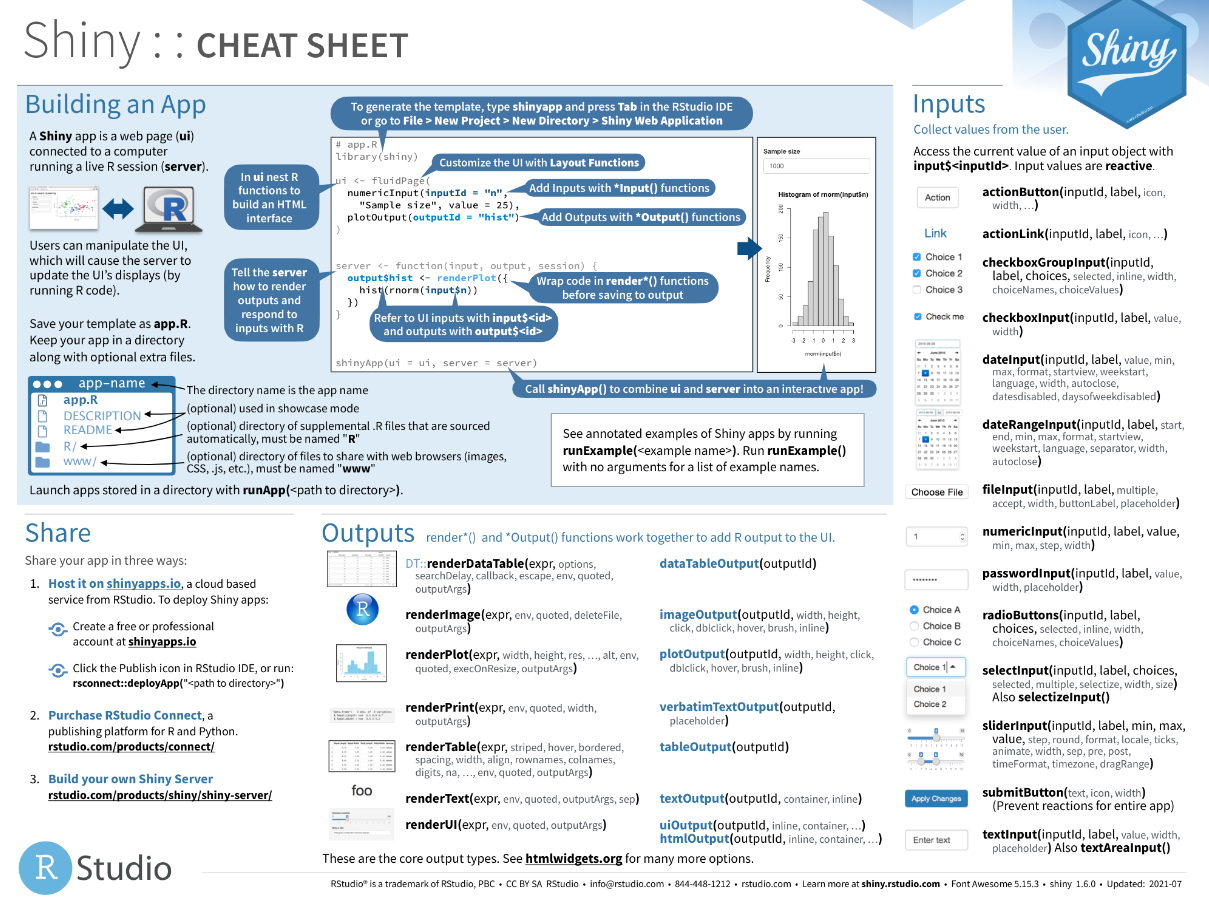 Shiny : : CHEAT SHEET
Shiny
Building an App
A Shiny app is a web page (ui)
connected to a computer
running a live R session (server).
Users can manipulate the UI,
which will cause the server to
update the UI’s displays (by
running R code).
Save your template as app.R.
Keep your app in a directory
along with optional extra files.
app-name
app.R
DESCRIPTION
README
R/
www/
The directory name is the app name
(optional) used in showcase mode
(optional) directory of supplemental .R files that are sourced
automatically, must be named "R"
(optional) directory of files to share with web browsers (images,
CSS, .js, etc.), must be named "www"
Launch apps stored in a directory with runApp(<path to directory>).
To generate the template, type shinyapp and press Tab in the RStudio IDE
or go to File > New Project > New Directory > Shiny Web Application
In ui nest R
functions to
build an HTML
interface
Tell the server
how to render
outputs and
respond to
inputs with R
# app.R
library(shiny)
Customize the UI with Layout Functions
ui <- fluidPage(
numericInput(inputId = "n",
"Sample size", value = 25),
plotOutput(outputId = "hist")
)
Add Inputs with *Input() functions
Add Outputs with *Output() functions
server <- function(input, output, session) {
output$hist <- renderPlot({
hist(rnorm(input$n))
})
}
Wrap code in render*() functions
before saving to output
Refer to UI inputs with input$<id>
and outputs with output$<id>
shinyApp(ui = ui, server = server)
Call shinyApp() to combine ui and server into an interactive app!
Sample size
1000
Histogram of rnorm(input$n)
Frequency
0 50 100 150 200
-3 -2 -1 0 1 2 3
rnorm(input$n)
See annotated examples of Shiny apps by running
runExample(<example name>). Run runExample()
with no arguments for a list of example names.
Share
Share your app in three ways:
1. Host it on shinyapps.io, a cloud based
service from RStudio. To deploy Shiny apps:
Create a free or professional
account at shinyapps.io
Click the Publish icon in RStudio IDE, or run:
rsconnect::deployApp("<path to directory>")
2. Purchase RStudio Connect, a
publishing platform for R and Python.
rstudio.com/products/connect/
3. Build your own Shiny Server
rstudio.com/products/shiny/shiny-server/
Outputs render*() and *Output() functions work together to add R output to the UI.
DT::renderDataTable(expr, options,
searchDelay, callback, escape, env, quoted,
outputArgs)
dataTableOutput(outputId)
renderImage(expr, env, quoted, deleteFile,
outputArgs)
imageOutput(outputId, width, height,
click, dblclick, hover, brush, inline)
renderPlot(expr, width, height, res, …, alt, env,
quoted, execOnResize, outputArgs)
plotOutput(outputId, width, height, click,
dblclick, hover, brush, inline)
renderPrint(expr, env, quoted, width,
outputArgs)
verbatimTextOutput(outputId,
placeholder)
renderTable(expr, striped, hover, bordered,
spacing, width, align, rownames, colnames,
digits, na, …, env, quoted, outputArgs)
tableOutput(outputId)
foo
renderText(expr, env, quoted, outputArgs, sep)
textOutput(outputId, container, inline)
renderUI(expr, env, quoted, outputArgs)
uiOutput(outputId, inline, container, …)
htmlOutput(outputId, inline, container, …)
These are the core output types. See htmlwidgets.org for many more options.
Inputs
Collect values from the user.
Access the current value of an input object with
input$<inputId>. Input values are reactive.
Action
actionButton(inputId, label, icon,
width, …)
Link
actionLink(inputId, label, icon, …)
Choice 1
Choice 2
Choice 3
checkboxGroupInput(inputId,
label, choices, selected, inline, width,
choiceNames, choiceValues)
Check me
checkboxInput(inputId, label, value,
width)
dateInput(inputId, label, value, min,
max, format, startview, weekstart,
language, width, autoclose,
datesdisabled, daysofweekdisabled)
dateRangeInput(inputId, label, start,
end, min, max, format, startview,
weekstart, language, separator, width,
autoclose)
Choose File
fileInput(inputId, label, multiple,
accept, width, buttonLabel, placeholder)
1
numericInput(inputId, label, value,
min, max, step, width)
passwordInput(inputId, label, value,
width, placeholder)
Choice A
Choice B
Choice C
radioButtons(inputId, label,
choices, selected, inline, width,
choiceNames, choiceValues)
Choice 1
Choice 1
Choice 2
selectInput(inputId, label, choices,
selected, multiple, selectize, width, size)
Also selectizeInput()
sliderInput(inputId, label, min, max,
value, step, round, format, locale, ticks,
animate, width, sep, pre, post,
timeFormat, timezone, dragRange)
Apply Changes
submitButton(text, icon, width)
(Prevent reactions for entire app)
Enter text
textInput(inputId, label, value, width,
placeholder) Also textAreaInput()
R Studio
RStudio® is a trademark of RStudio, PBC • CC BY SA RStudio • info@rstudio.com • 844-448-1212 • rstudio.com • Learn more at shiny.rstudio.com • Font Awesome 5.15.3 • shiny 1.6.0 • Updated: 2021-07